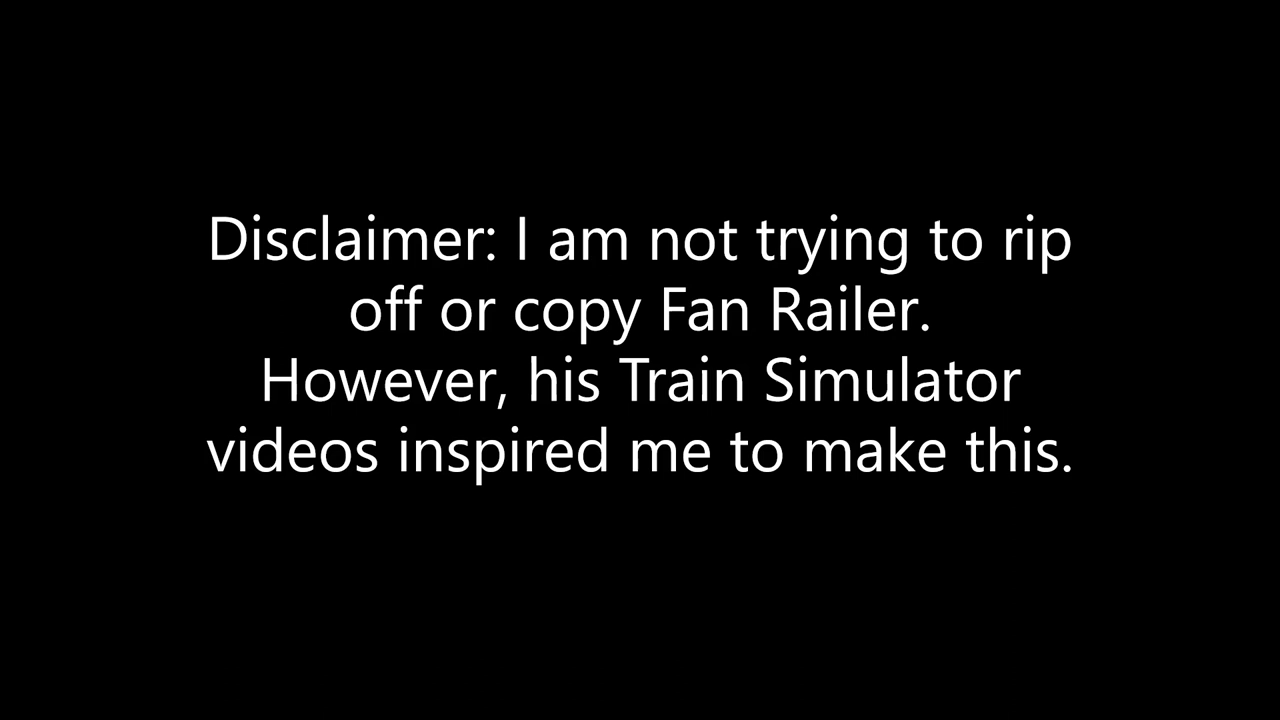 Disclaimer: I am not trying to rip
off or copy Fan Railer.
However, his Train Simulator
videos inspired me to make this.